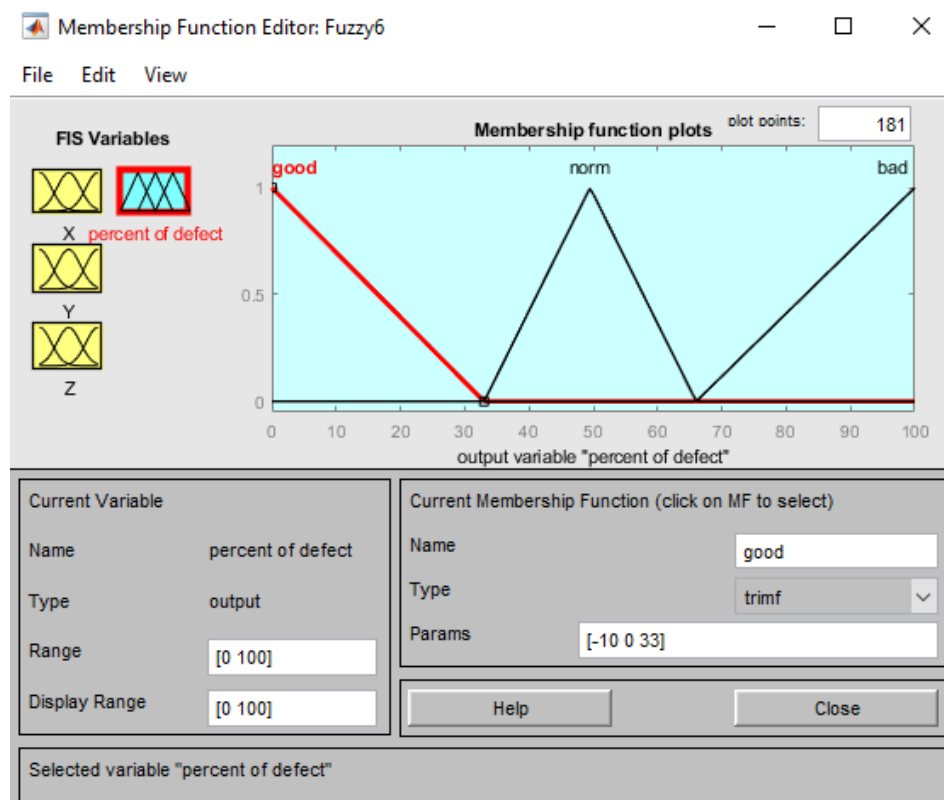 Membership Function Editor: Fuzzy6
File Edit View
FIS Variables
X
percent of defect
Y
Z
Membership function plots
plot points:
181
good
norm
bad
1
0.5
0
0 10 20 30 40 50 60 70 80 90 100
output variable "percent of defect"
Current Variable
Name percent of defect
Type output
Range [0 100]
Display Range [0 100]
Current Membership Function (click on MF to select)
Name good
Type trimf
Params [-10 0 33]
Help Close
Selected variable "percent of defect"